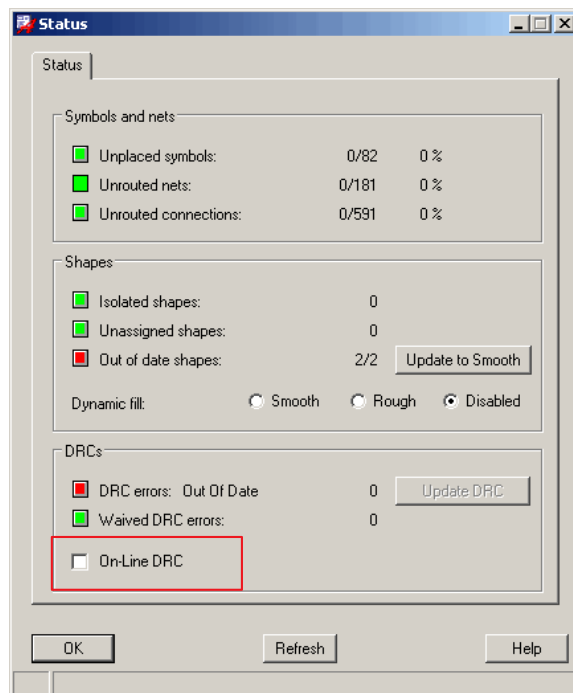 Status
Status
Symbols and nets
Unplaced symbols: 0/82 0 %
Unrouted nets: 0/181 0 %
Unrouted connections: 0/591 0 %
Shapes
Isolated shapes: 0
Unassigned shapes: 0
Out of date shapes: 2/2 Update to Smooth
Dynamic fill: Smooth Rough Disabled
DRCs
DRC errors: Out Of Date 0 Update DRC
Waived DRC errors: 0
On-Line DRC
OK Refresh Help